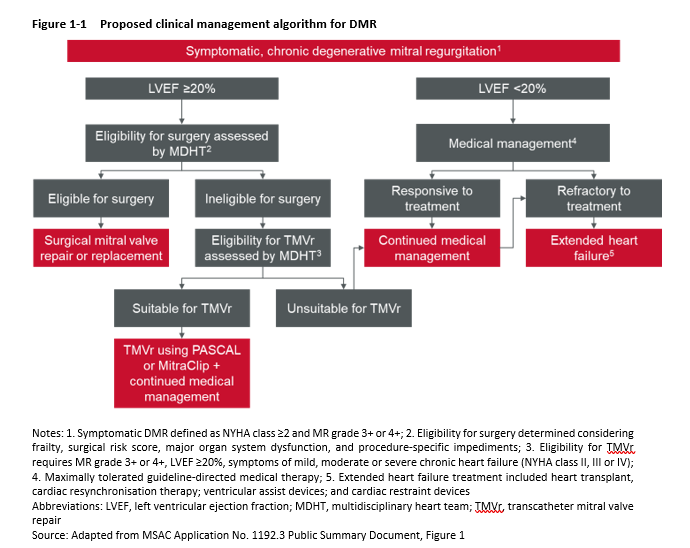 Figure 1-1 Proposed clinical management algorithm for DMR
Symptomatic, chronic degenerative mitral regurgitation¹
LVEF ≥20%
LVEF <20%
Eligibility for surgery assessed
by MDHT²
Medical management⁴
Eligible for surgery
Ineligible for surgery
Responsive to
treatment
Refractory to
treatment
Surgical mitral valve
repair or replacement
Eligibility for TMVr
assessed by MDHT³
Continued medical
management
Extended heart
failure⁵
Suitable for TMVr
Unsuitable for TMVr
TMVr using PASCAL
or MitraClip +
continued medical
management
Notes: 1. Symptomatic DMR defined as NYHA class ≥2 and MR grade 3+ or 4+; 2. Eligibility for surgery determined considering
frailty, surgical risk score, major organ system dysfunction, and procedure-specific impediments; 3. Eligibility for TMVr
requires MR grade 3+ or 4+, LVEF ≥20%, symptoms of mild, moderate or severe chronic heart failure (NYHA class II, III or IV);
4. Maximally tolerated guideline-directed medical therapy; 5. Extended heart failure treatment included heart transplant,
cardiac resynchronisation therapy; ventricular assist devices; and cardiac restraint devices
Abbreviations: LVEF, left ventricular ejection fraction; MDHT, multidisciplinary heart team; TMVr, transcatheter mitral valve
repair
Source: Adapted from MSAC Application No. 1192.3 Public Summary Document, Figure 1